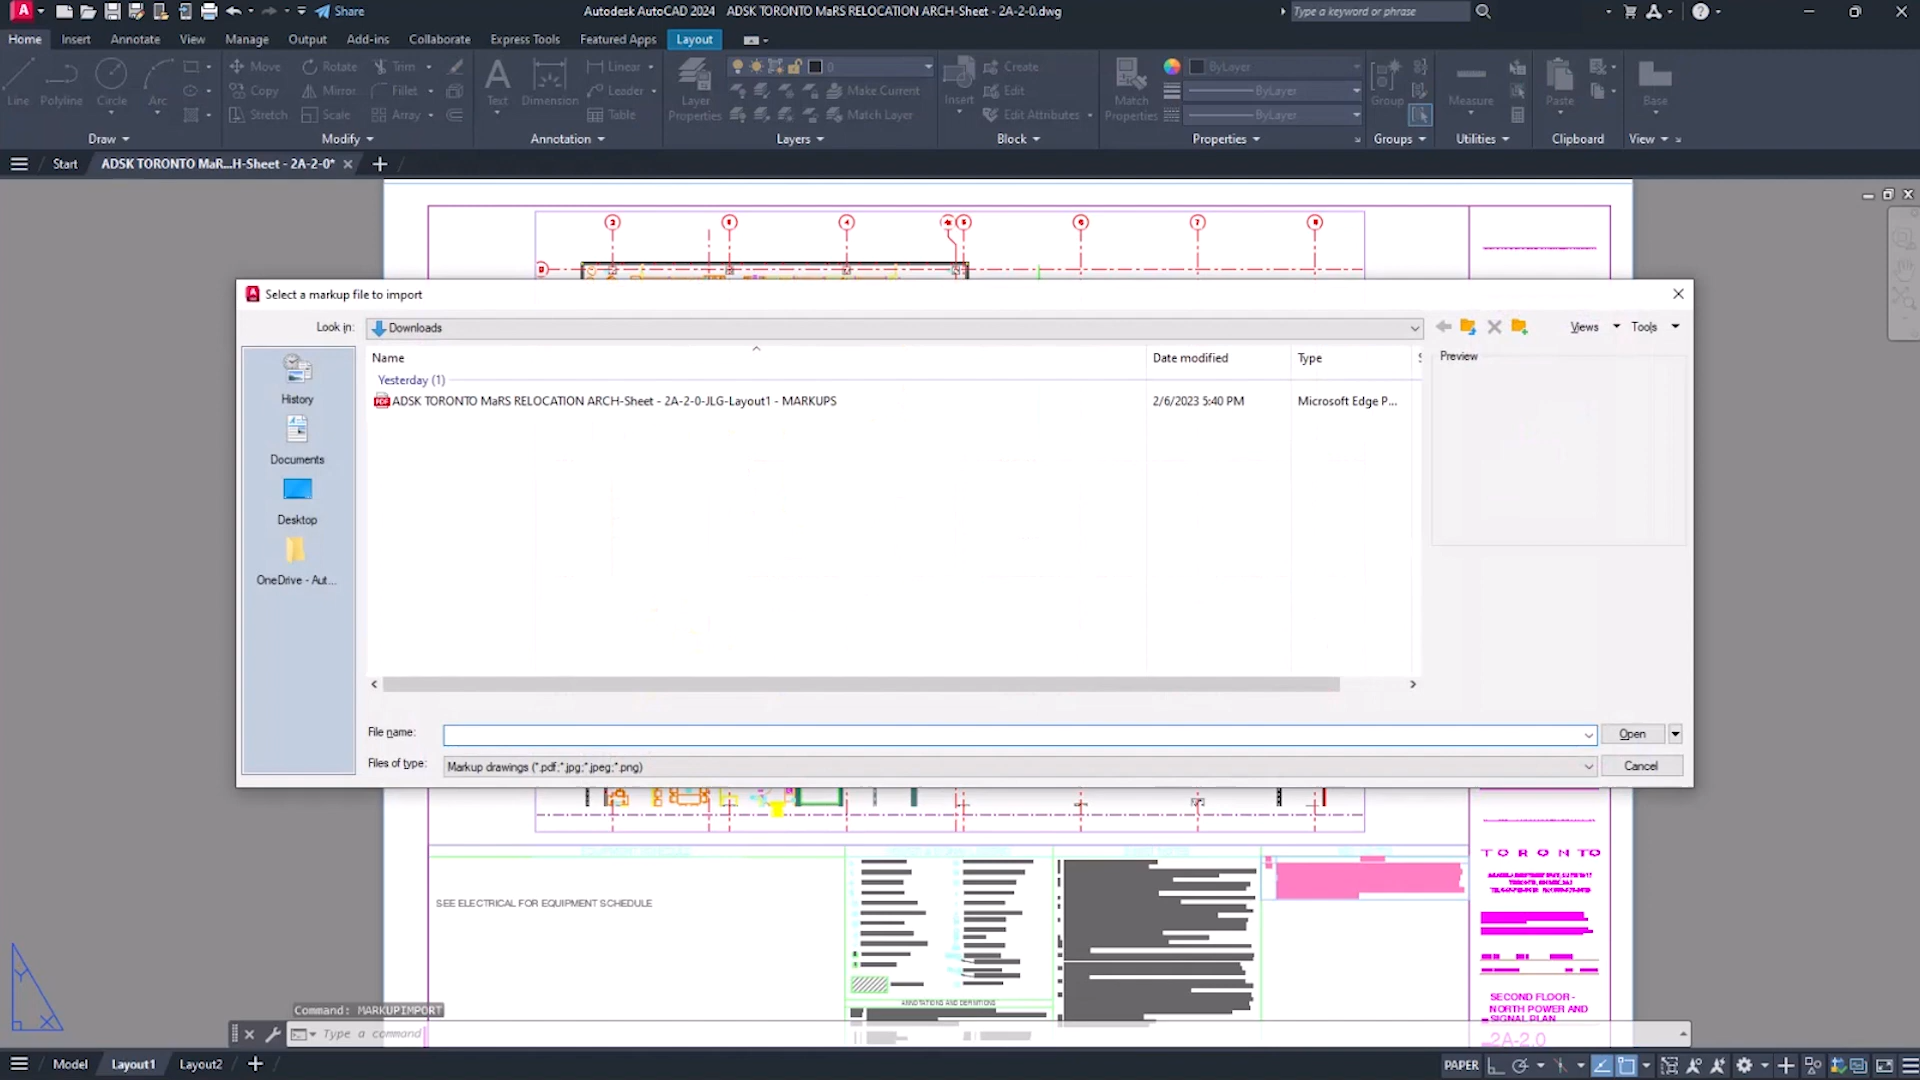 Share
Autodesk AutoCAD 2024 ADSK TORONTO MaRS RELOCATION ARCH-Sheet - 2A-2-0.dwg
Type a keyword or phrase
Home Insert Annotate View Manage Output Add-ins Collaborate Express Tools Featured Apps Layout
Line Polyline Circle Arc
Move Rotate Trim
Copy Mirror Fillet
Stretch Scale Array
Text Dimension
Linear
Leader
Table
Layer Properties
0
Make Current
Match Layer
Insert
Create
Edit
Edit Attributes
Match Properties
ByLayer
ByLayer
ByLayer
Group
Measure
Paste
Base
Draw Modify Annotation Layers Block Properties Groups Utilities Clipboard View
Start ADSK TORONTO MaR...H-Sheet - 2A-2-0*
Select a markup file to import
Look in: Downloads
Views Tools
History
Documents
Desktop
OneDrive - Aut...
Name Date modified Type
Preview
Yesterday (1)
ADSK TORONTO MaRS RELOCATION ARCH-Sheet - 2A-2-0-JLG-Layout1 - MARKUPS 2/6/2023 5:40 PM Microsoft Edge P...
File name:
Open
Files of type: Markup drawings (*.pdf;*.jpg;*.jpeg;*.png)
Cancel
TORONTO
SEE ELECTRICAL FOR EQUIPMENT SCHEDULE
ANNOTATIONS AND DEFINITIONS
SECOND FLOOR -
NORTH POWER AND
SIGNAL PLAN
2A-2.0
Command: MARKUPIMPORT
Type a command
Model Layout1 Layout2
PAPER